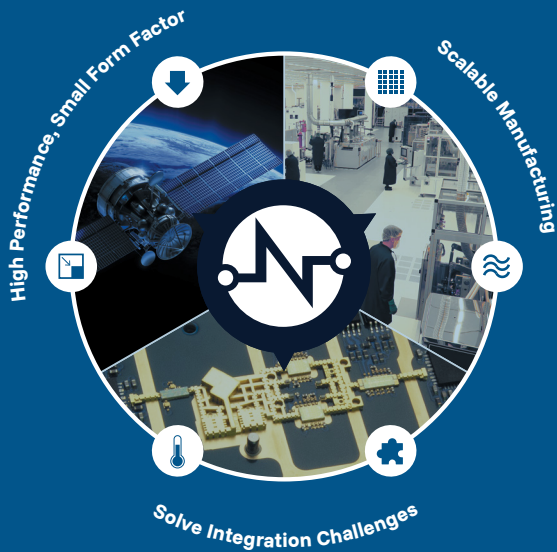 High Performance, Small Form Factor
Scalable Manufacturing
Solve Integration Challenges